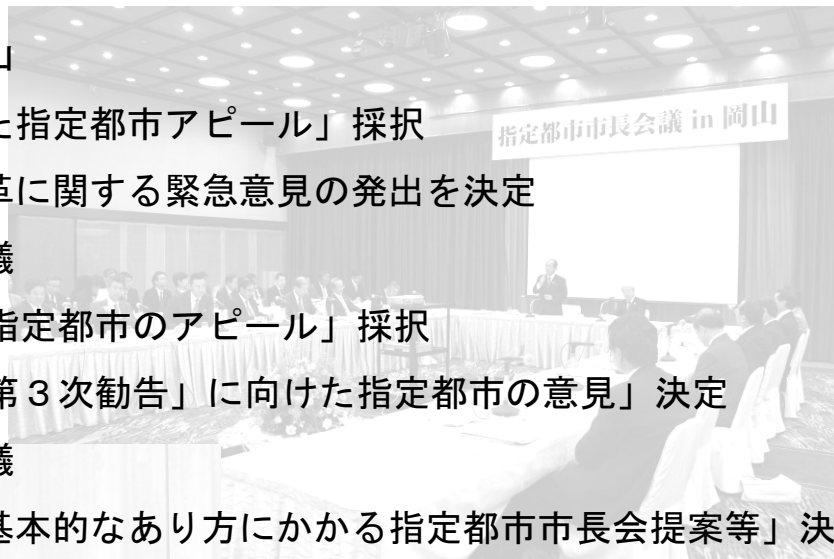 た指定都市アピール」採択
指定都市市長会議 in 岡山
革に関する緊急意見の発出を決定
議
指定都市のアピール」採択
第３次勧告」に向けた指定都市の意見」決定
議
基本的なあり方にかかる指定都市市長会提案等」決